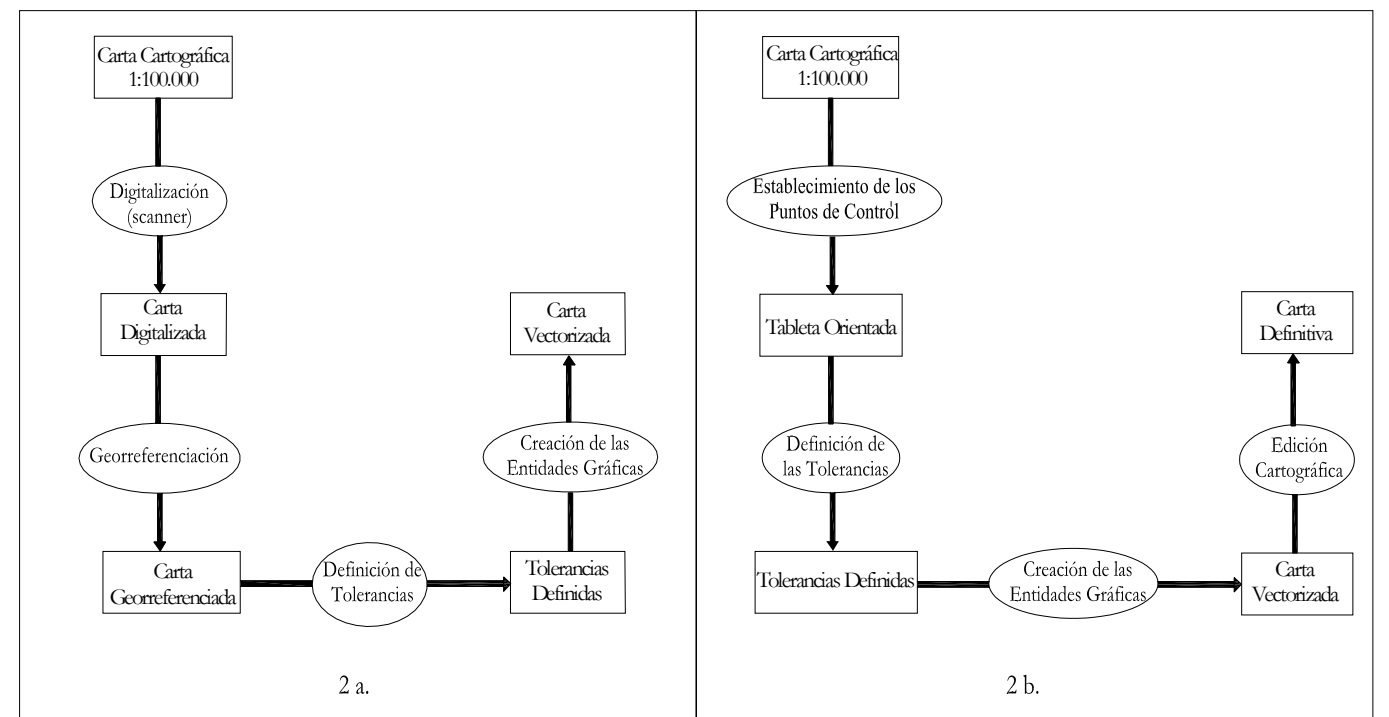 Carta Cartográfica
1:100.000
Digitalización
(scanner)
Carta
Digitalizada
Georreferenciación
Carta
Georreferenciada
Definición de
Tolerancias
Tolerancias
Definidas
Creación de las
Entidades Gráficas
Carta
Vectorizada
2 a.
Carta Cartográfica
1:100.000
Establecimiento de los
Puntos de Control
Tableta Orientada
Definición de
las Tolerancias
Tolerancias Definidas
Creación de las
Entidades Gráficas
Carta
Vectorizada
Edición
Cartográfica
Carta
Definitiva
2 b.